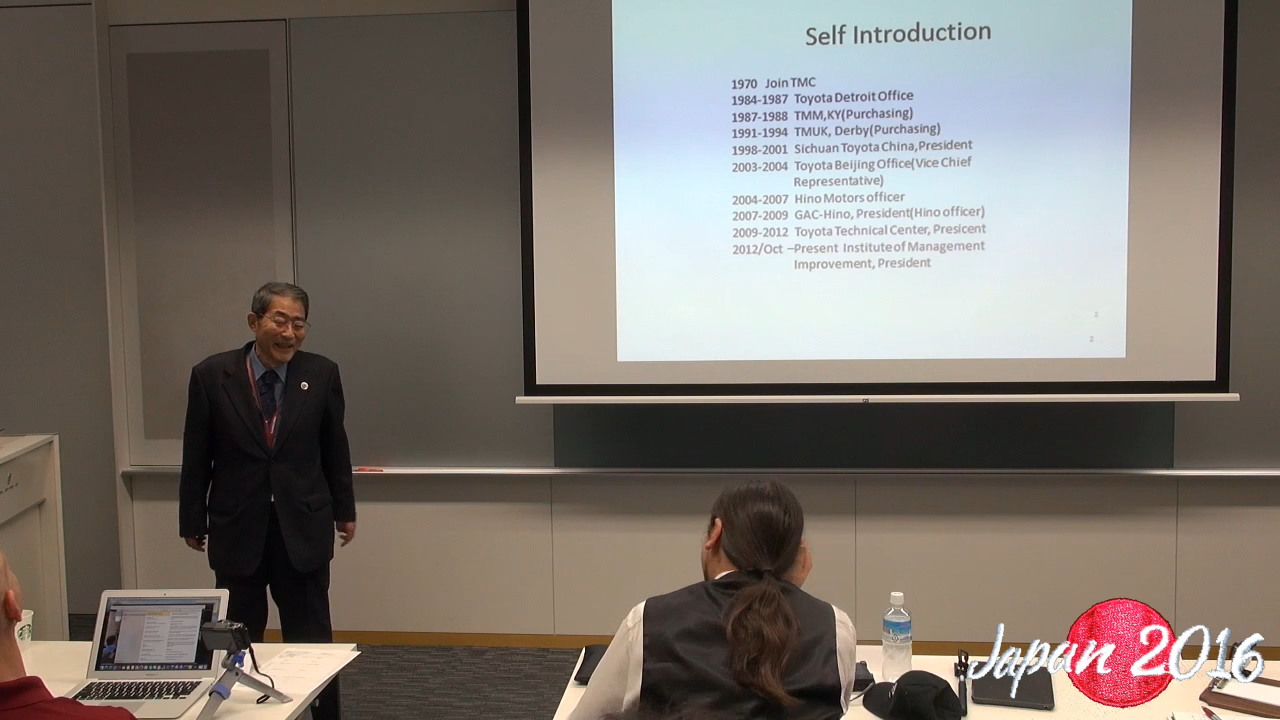 Self Introduction
1970 Join TMC
1984-1987 Toyota Detroit Office
1987-1988 TMM,KY(Purchasing)
1991-1994 TMUK, Derby(Purchasing)
1998-2001 Sichuan Toyota China,President
2003-2004 Toyota Beijing Office(Vice Chief
Representative)
2004-2007 Hino Motors officer
2007-2009 GAC-Hino, President(Hino officer)
2009-2012 Toyota Technical Center, Presicent
2012/Oct –Present Institute of Management
Improvement, President
2
2
Japan 2016